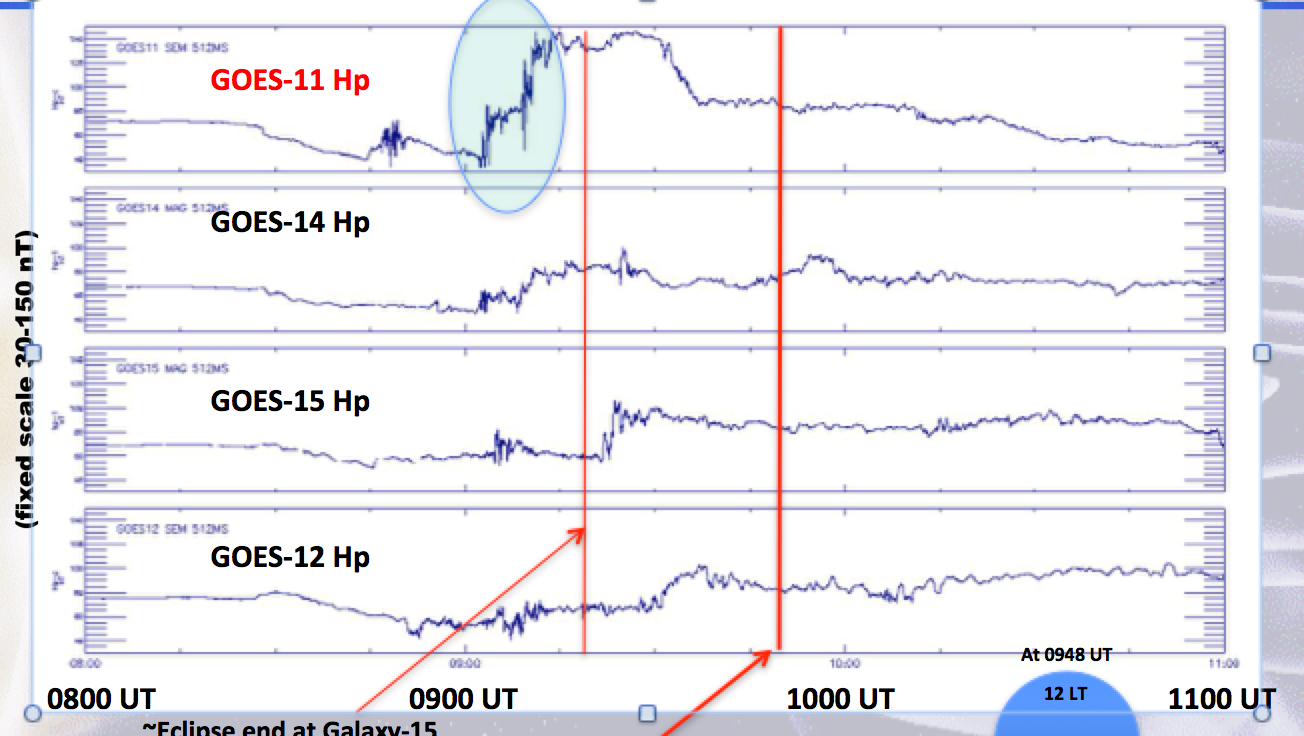 GOES11 SEM 512MS
GOES-11 Hp
GOES14 MAG 512MS
GOES-14 Hp
(fixed scale 30-150 nT)
GOES15 MAG 512MS
GOES-15 Hp
GOES12 SEM 512MS
GOES-12 Hp
08:00 09:00 10:00 11:00
At 0948 UT
12 LT
0800 UT 0900 UT 1000 UT 1100 UT
~Eclipse end at Galaxy-15